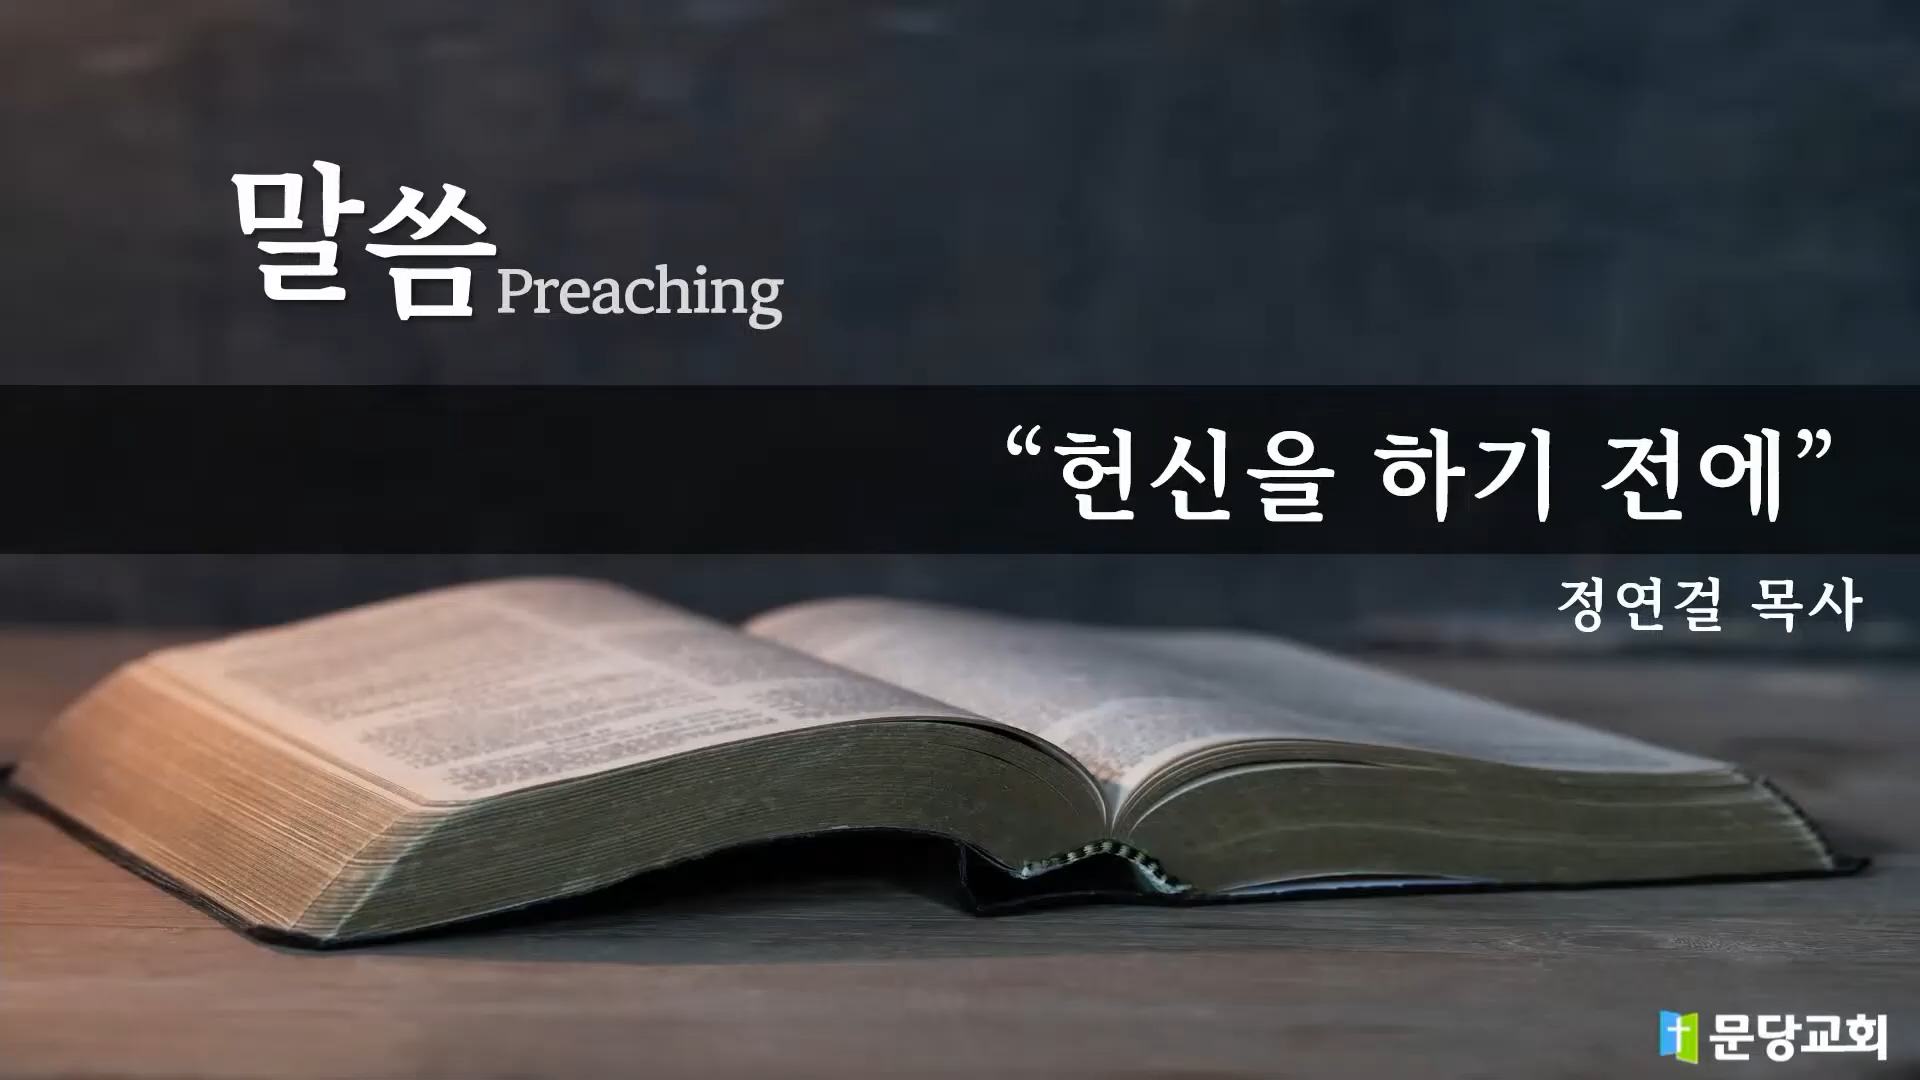 말씀 Preaching
“헌신을 하기 전에”
정연걸 목사
문당교회